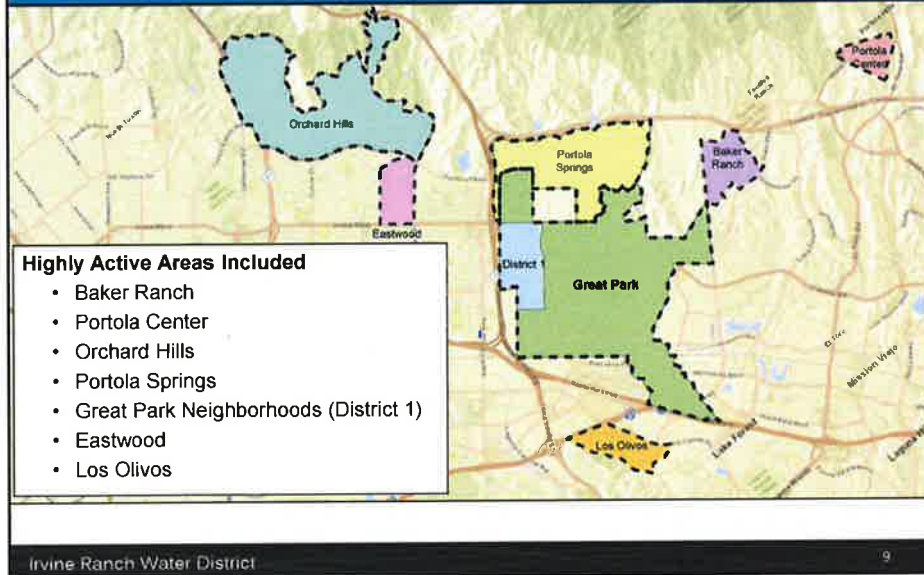 Portola
Center
Orchard Hills
Portola
Springs
Baker
Ranch
Eastwood
District 1
Great Park
Los Olivos
Lake Forest
El Toro
Mission Viejo
Highly Active Areas Included
• Baker Ranch
• Portola Center
• Orchard Hills
• Portola Springs
• Great Park Neighborhoods (District 1)
• Eastwood
• Los Olivos
Irvine Ranch Water District
9